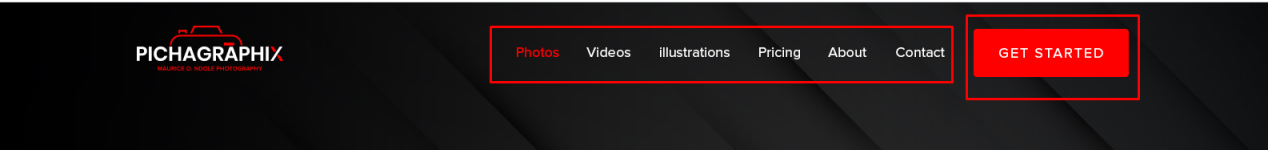 PICHAGRAPHIX
MAURICE O. NDOLE PHOTOGRAPHY
Photos Videos illustrations Pricing About Contact GET STARTED